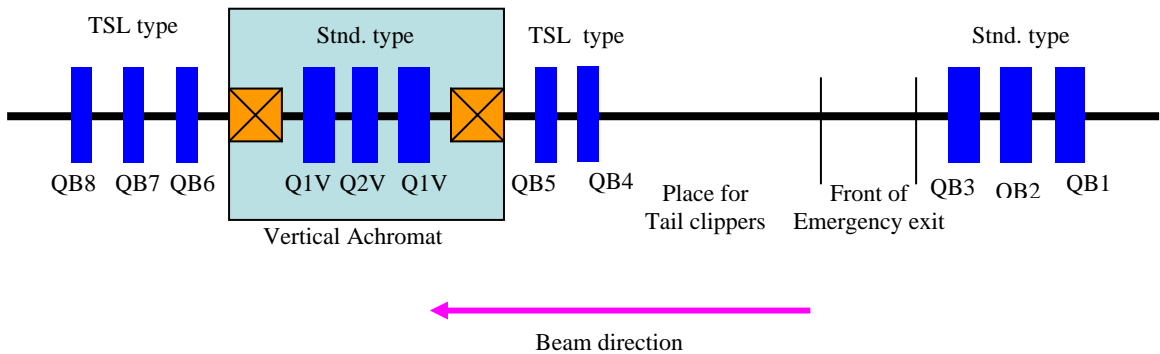 TSL type
Stnd. type
TSL type
Stnd. type
QB8
QB7
QB6
Q1V
Q2V
Q1V
QB5
QB4
QB3
QB2
QB1
Place for
Tail clippers
Front of
Emergency exit
Vertical Achromat
Beam direction